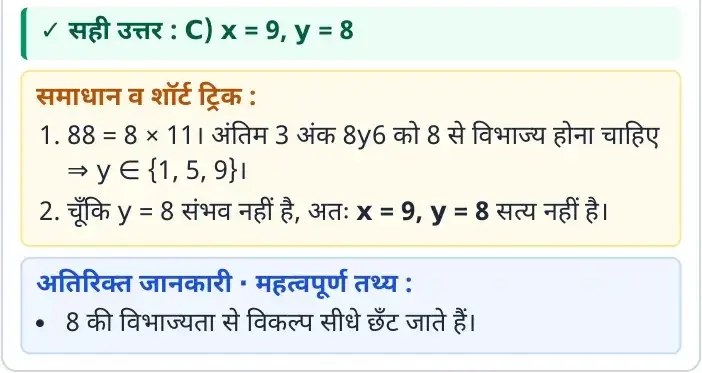 ✓ सही उत्तर : C) x = 9, y = 8
समाधान व शॉर्ट ट्रिक :
1. 88 = 8 × 11। अंतिम 3 अंक 8y6 को 8 से विभाज्य होना चाहिए
⇒ y ∈ {1, 5, 9}।
2. चूँकि y = 8 संभव नहीं है, अतः x = 9, y = 8 सत्य नहीं है।
अतिरिक्त जानकारी · महत्वपूर्ण तथ्य :
• 8 की विभाज्यता से विकल्प सीधे छँट जाते हैं।